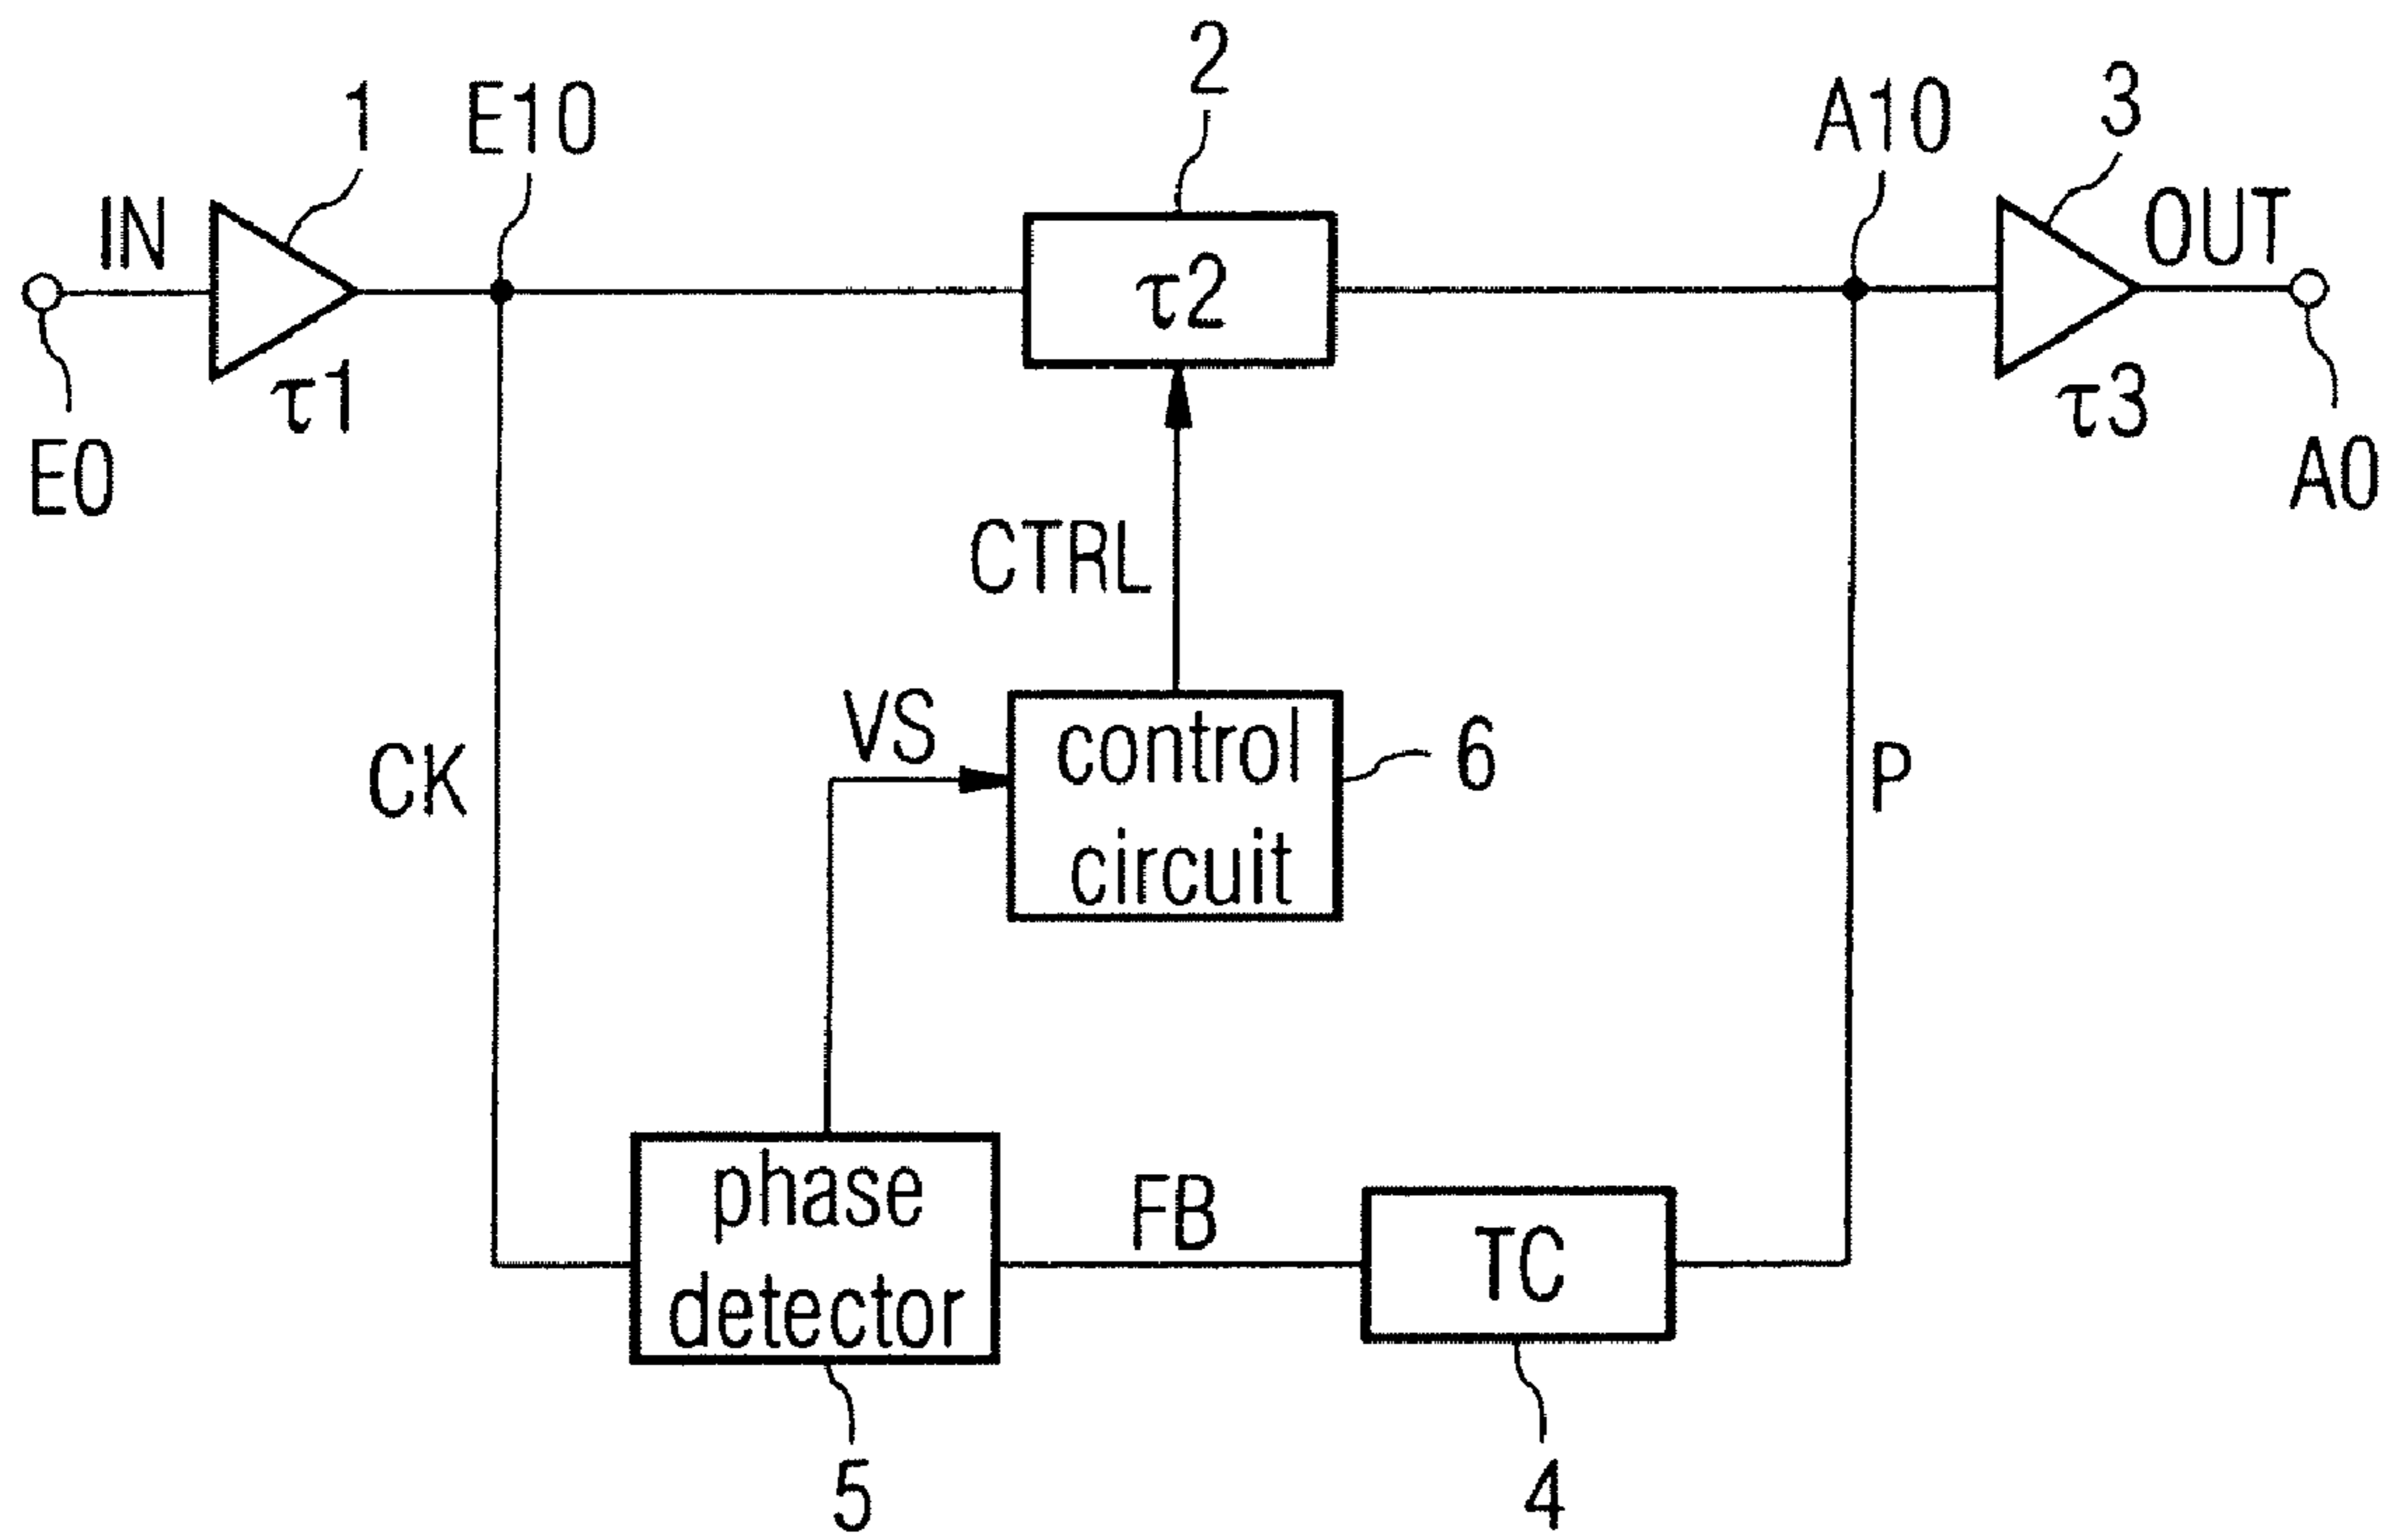 2
1
E10
A10
3
IN
OUT
τ2
τ1
τ3
E0
A0
CTRL
VS
control
circuit
6
CK
P
phase
detector
FB
TC
5
4